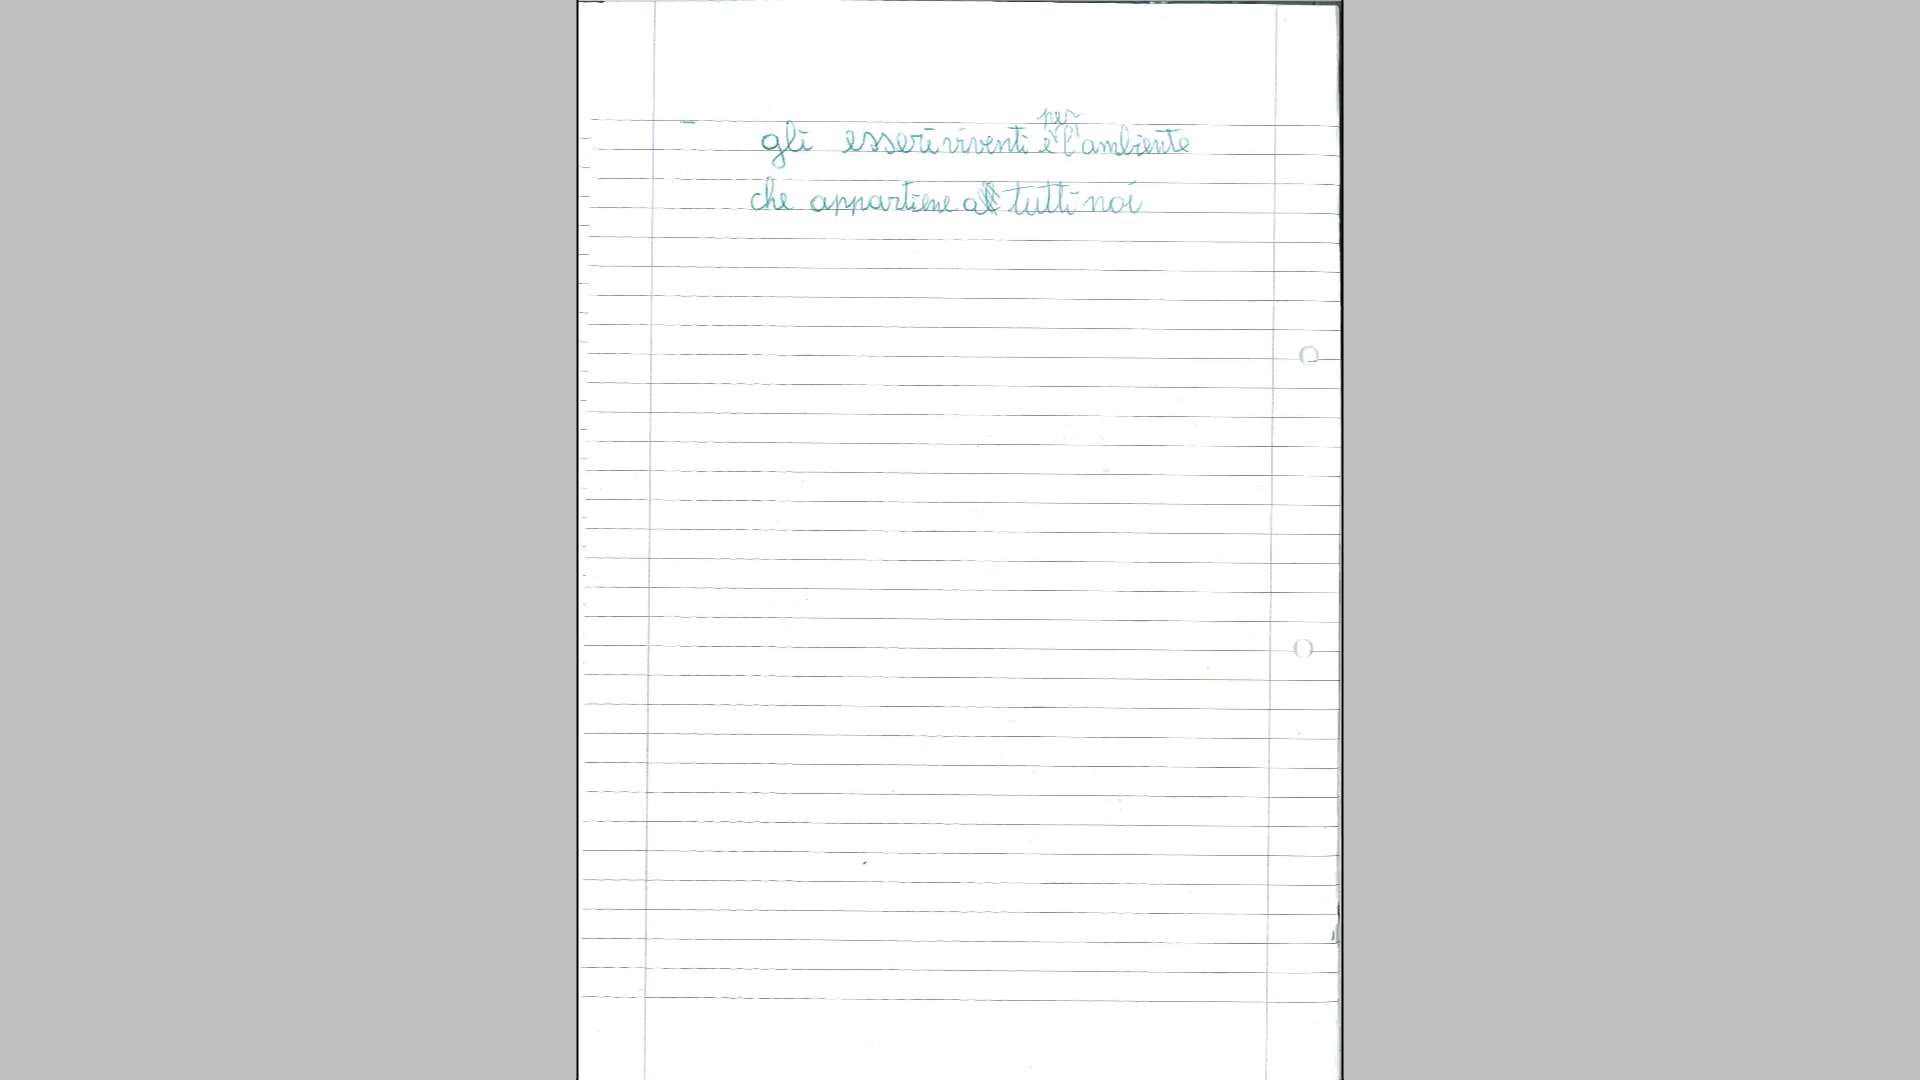 per
gli esseri viventi e l'ambiente
che appartiene a tutti noi